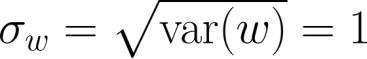 σ_w = √var(w) = 1